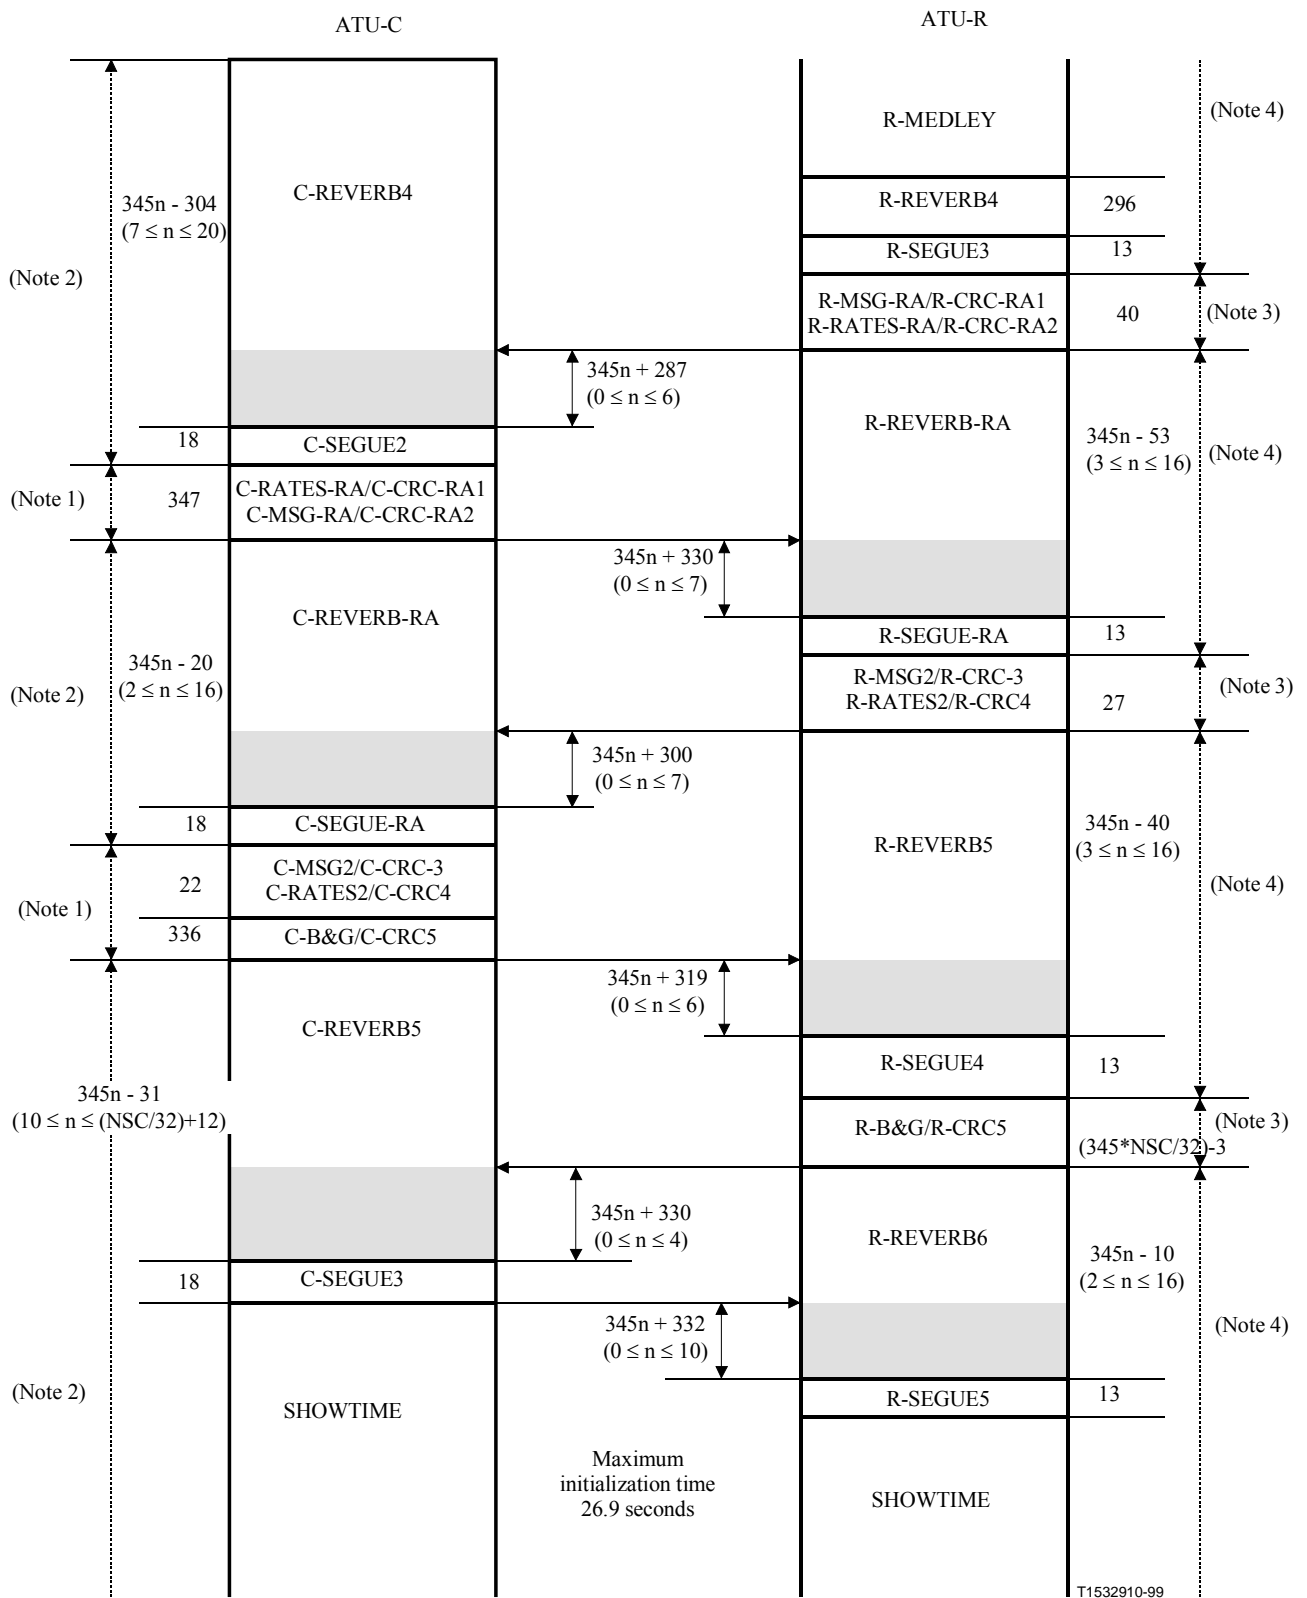 ATU-C
ATU-R
R-MEDLEY
(Note 4)
C-REVERB4
345n - 304
(7 ≤ n ≤ 20)
R-REVERB4
296
R-SEGUE3
13
(Note 2)
R-MSG-RA/R-CRC-RA1
R-RATES-RA/R-CRC-RA2
40
(Note 3)
345n + 287
(0 ≤ n ≤ 6)
R-REVERB-RA
345n - 53
(3 ≤ n ≤ 16)
(Note 4)
18
C-SEGUE2
(Note 1)
347
C-RATES-RA/C-CRC-RA1
C-MSG-RA/C-CRC-RA2
345n + 330
(0 ≤ n ≤ 7)
C-REVERB-RA
R-SEGUE-RA
13
345n - 20
(2 ≤ n ≤ 16)
(Note 2)
R-MSG2/R-CRC-3
R-RATES2/R-CRC4
27
(Note 3)
345n + 300
(0 ≤ n ≤ 7)
18
C-SEGUE-RA
R-REVERB5
345n - 40
(3 ≤ n ≤ 16)
(Note 4)
C-MSG2/C-CRC-3
C-RATES2/C-CRC4
22
(Note 1)
336
C-B&G/C-CRC5
345n + 319
(0 ≤ n ≤ 6)
C-REVERB5
R-SEGUE4
13
345n - 31
(10 ≤ n ≤ (NSC/32)+12)
R-B&G/R-CRC5
(Note 3)
(345*NSC/32)-3
345n + 330
(0 ≤ n ≤ 4)
R-REVERB6
345n - 10
(2 ≤ n ≤ 16)
18
C-SEGUE3
345n + 332
(0 ≤ n ≤ 10)
(Note 4)
(Note 2)
R-SEGUE5
13
SHOWTIME
Maximum
initialization time
26.9 seconds
SHOWTIME
T1532910-99